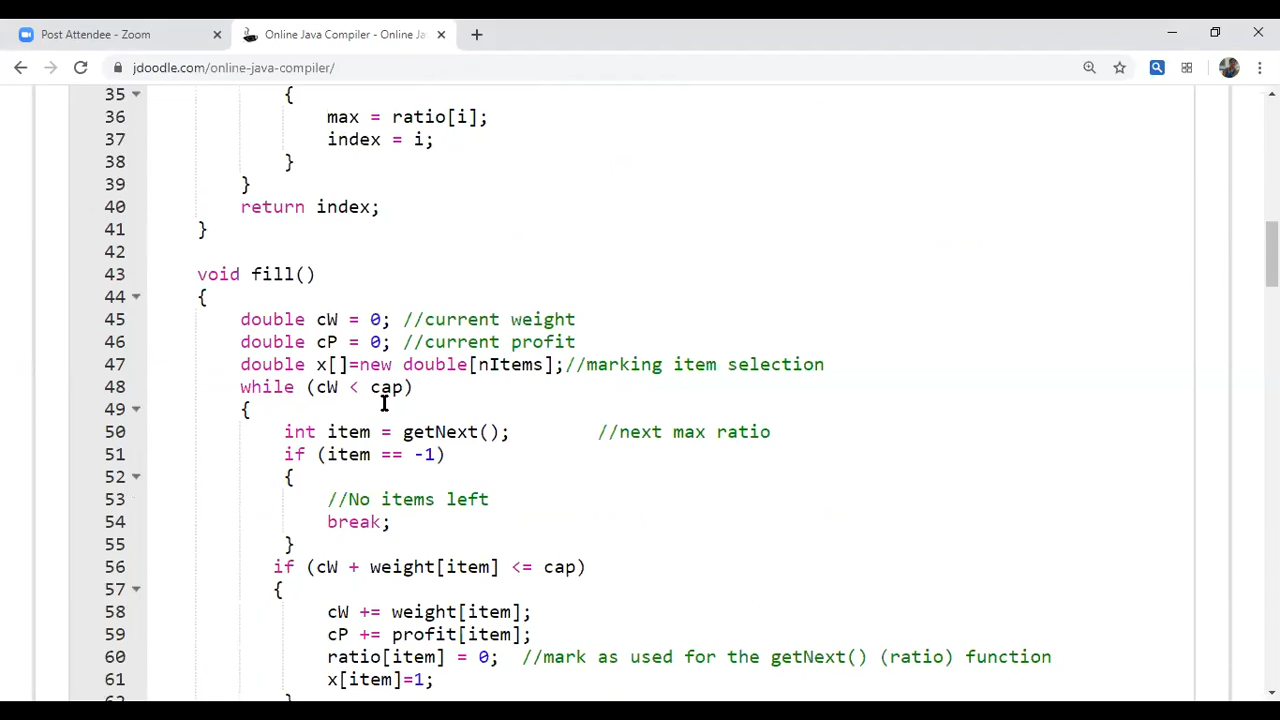 Post Attendee - Zoom
Online Java Compiler - Online Ja
jdoodle.com/online-java-compiler/
35 {
36 max = ratio[i];
37 index = i;
38 }
39 }
40 return index;
41 }
42
43 void fill()
44 {
45 double cW = 0; //current weight
46 double cP = 0; //current profit
47 double x[]=new double[nItems];//marking item selection
48 while (cW < cap)
49 {
50 int item = getNext(); //next max ratio
51 if (item == -1)
52 {
53 //No items left
54 break;
55 }
56 if (cW + weight[item] <= cap)
57 {
58 cW += weight[item];
59 cP += profit[item];
60 ratio[item] = 0; //mark as used for the getNext() (ratio) function
61 x[item]=1;
62 }